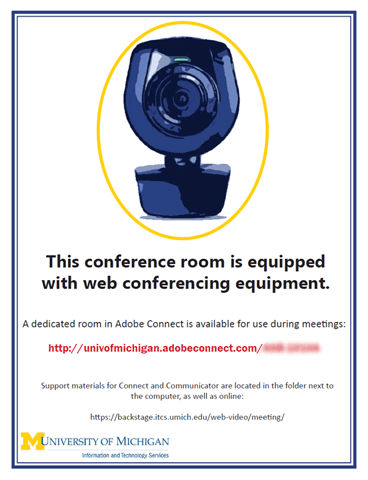 This conference room is equipped
with web conferencing equipment.
A dedicated room in Adobe Connect is available for use during meetings:
http://univofmichigan.adobeconnect.com/
Support materials for Connect and Communicator are located in the folder next to
the computer, as well as online:
https://backstage.itcs.umich.edu/web-video/meeting/
M UNIVERSITY OF MICHIGAN
Information and Technology Services